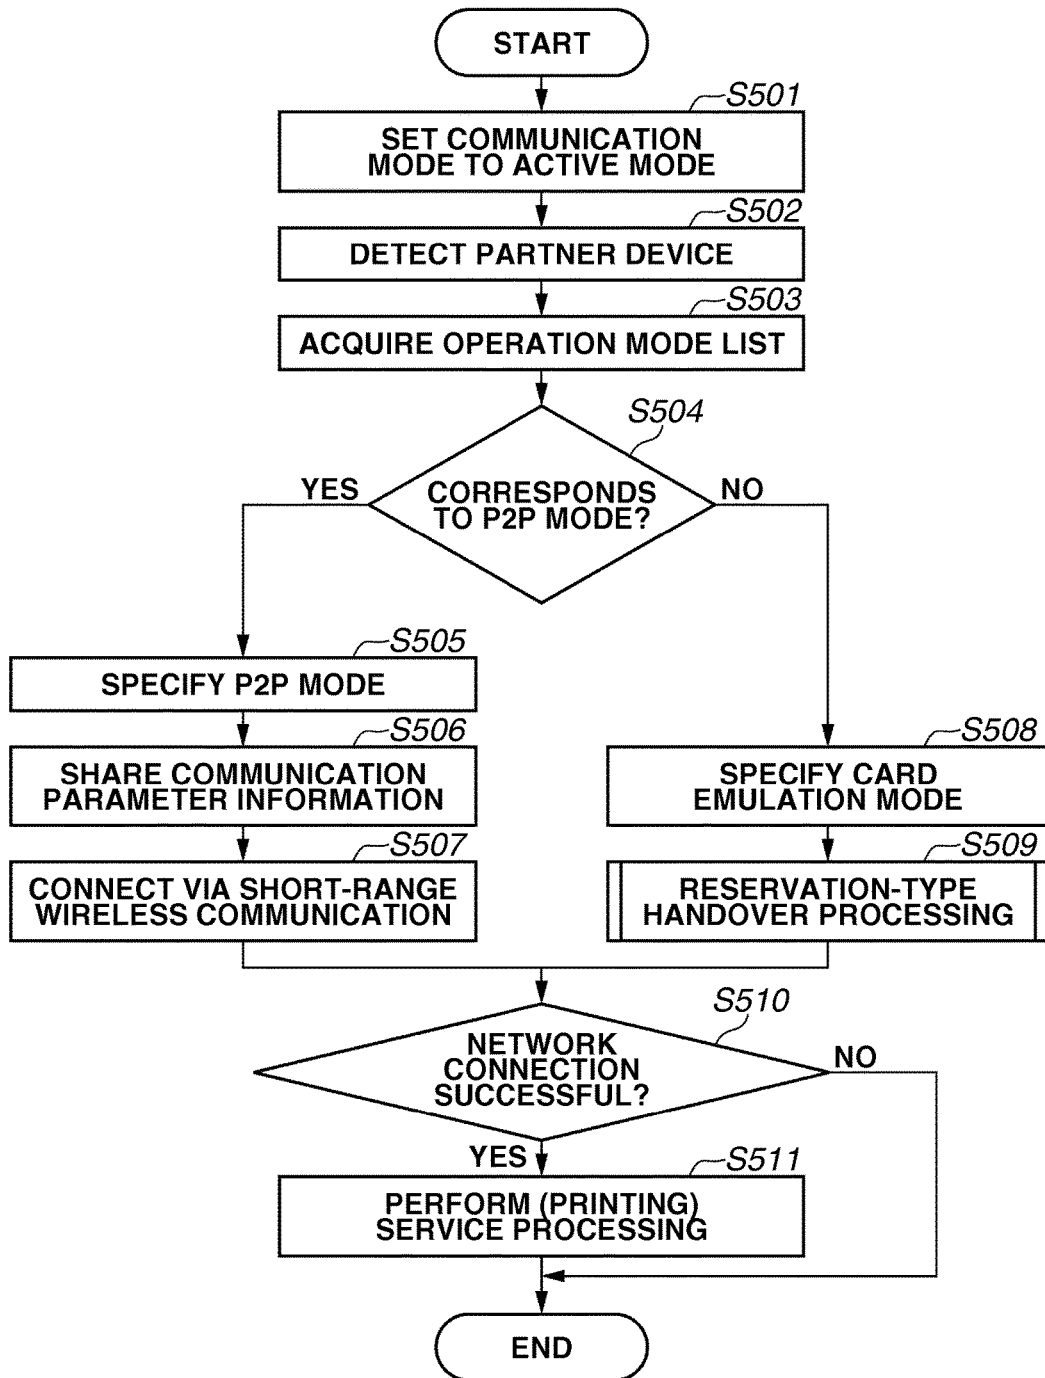 START
S501
SET COMMUNICATION
MODE TO ACTIVE MODE
S502
DETECT PARTNER DEVICE
S503
ACQUIRE OPERATION MODE LIST
S504
YES
CORRESPONDS
TO P2P MODE?
NO
S505
SPECIFY P2P MODE
S506
SHARE COMMUNICATION
PARAMETER INFORMATION
S507
CONNECT VIA SHORT-RANGE
WIRELESS COMMUNICATION
S508
SPECIFY CARD
EMULATION MODE
S509
RESERVATION-TYPE
HANDOVER PROCESSING
S510
NETWORK
CONNECTION
SUCCESSFUL?
NO
YES
S511
PERFORM (PRINTING)
SERVICE PROCESSING
END